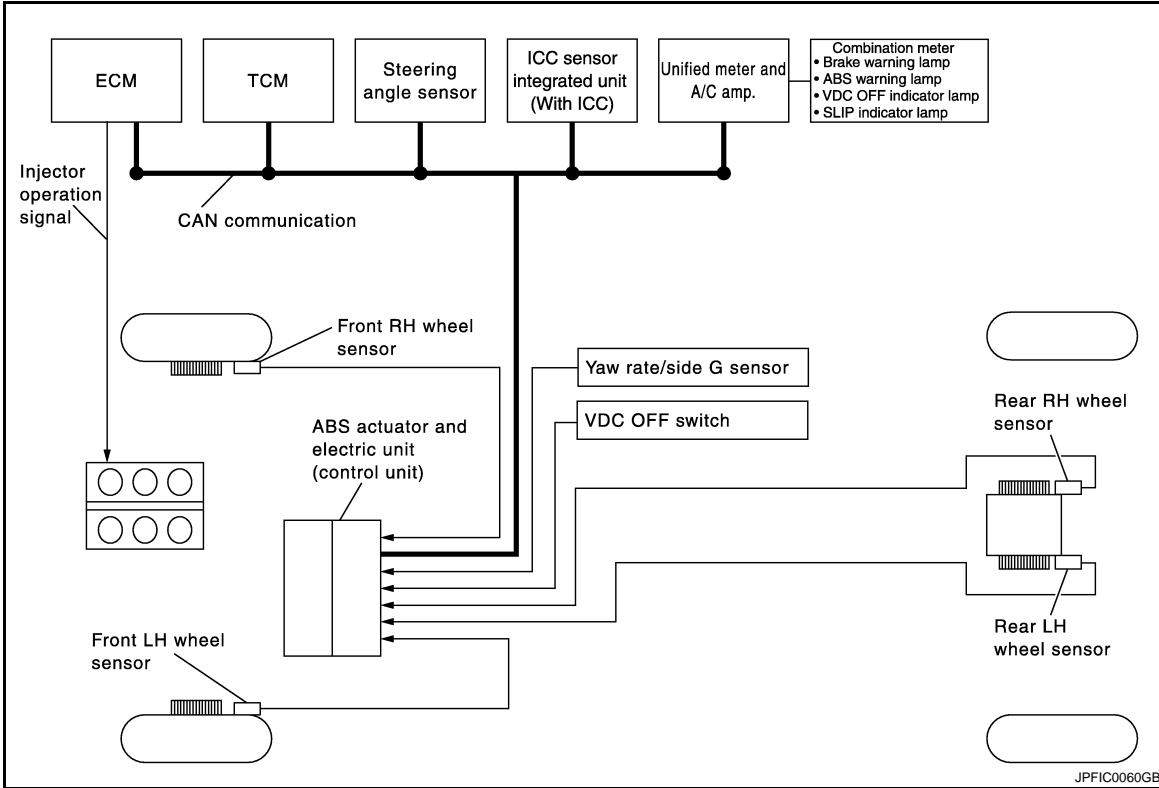 ECM
TCM
Steering
angle sensor
ICC sensor
integrated unit
(With ICC)
Unified meter and
A/C amp.
Combination meter
• Brake warning lamp
• ABS warning lamp
• VDC OFF indicator lamp
• SLIP indicator lamp
Injector
operation
signal
CAN communication
Front RH wheel
sensor
Yaw rate/side G sensor
VDC OFF switch
ABS actuator and
electric unit
(control unit)
Rear RH wheel
sensor
Front LH wheel
sensor
Rear LH
wheel sensor
JPFIC0060GB